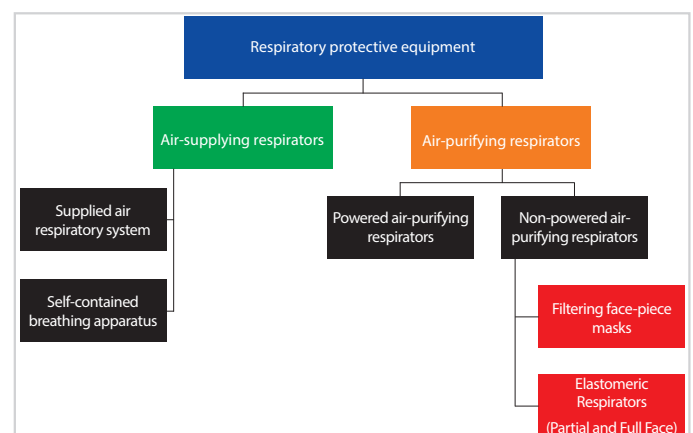 Respiratory protective equipment
Air-supplying respirators
Air-purifying respirators
Supplied air
respiratory system
Powered air-purifying
respirators
Non-powered air-
purifying respirators
Self-contained
breathing apparatus
Filtering face-piece
masks
Elastomeric
Respirators
(Partial and Full Face)